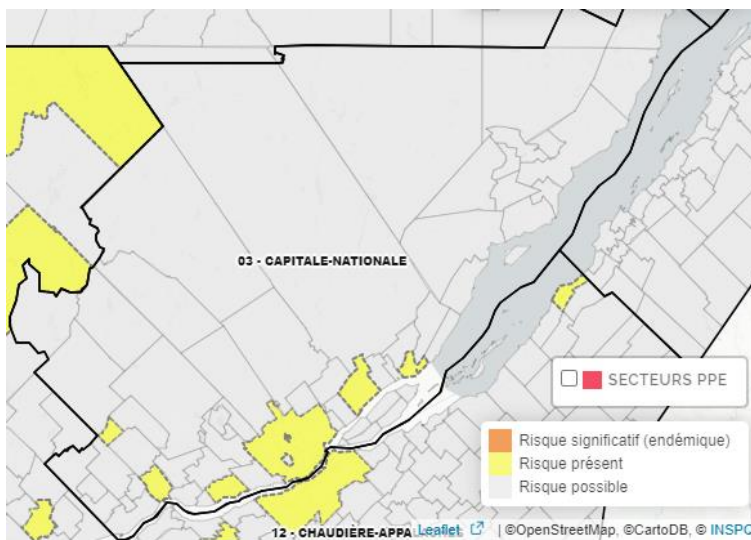 03 - CAPITALE-NATIONALE
SECTEURS PPE
Risque significatif (endémique)
Risque présent
Risque possible
12 - CHAUDIÈRE-APPA
Leaflet | ©OpenStreetMap, ©CartoDB, © INSPQ